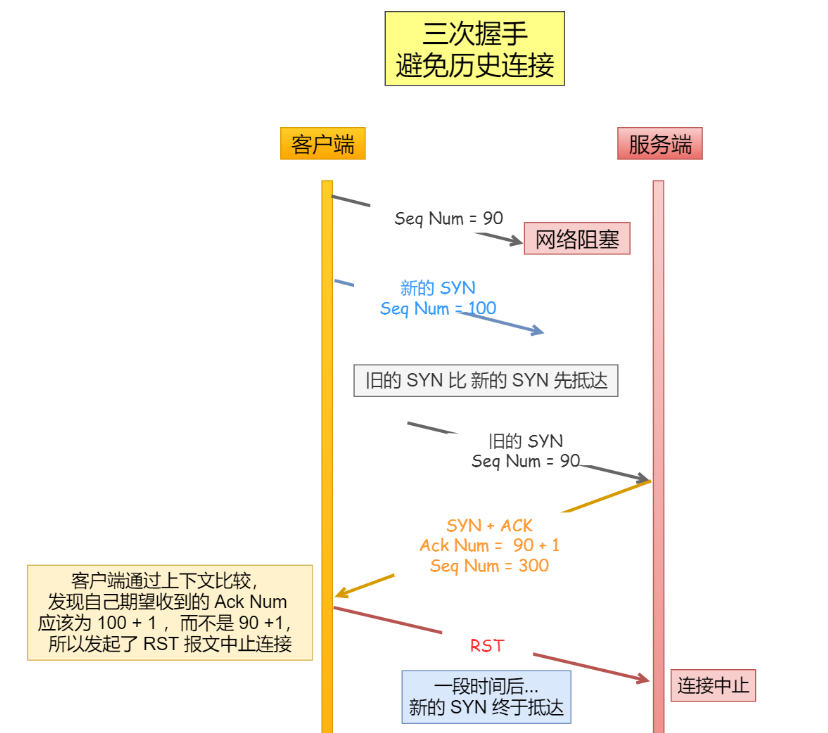 三次握手
避免历史连接
客户端
服务端
Seq Num = 90
网络阻塞
新的 SYN
Seq Num = 100
旧的 SYN 比 新的 SYN 先抵达
旧的 SYN
Seq Num = 90
SYN + ACK
Ack Num = 90 + 1
Seq Num = 300
客户端通过上下文比较，
发现自己期望收到的 Ack Num
应该为 100 + 1 ，而不是 90 +1，
所以发起了 RST 报文中止连接
RST
连接中止
一段时间后...
新的 SYN 终于抵达